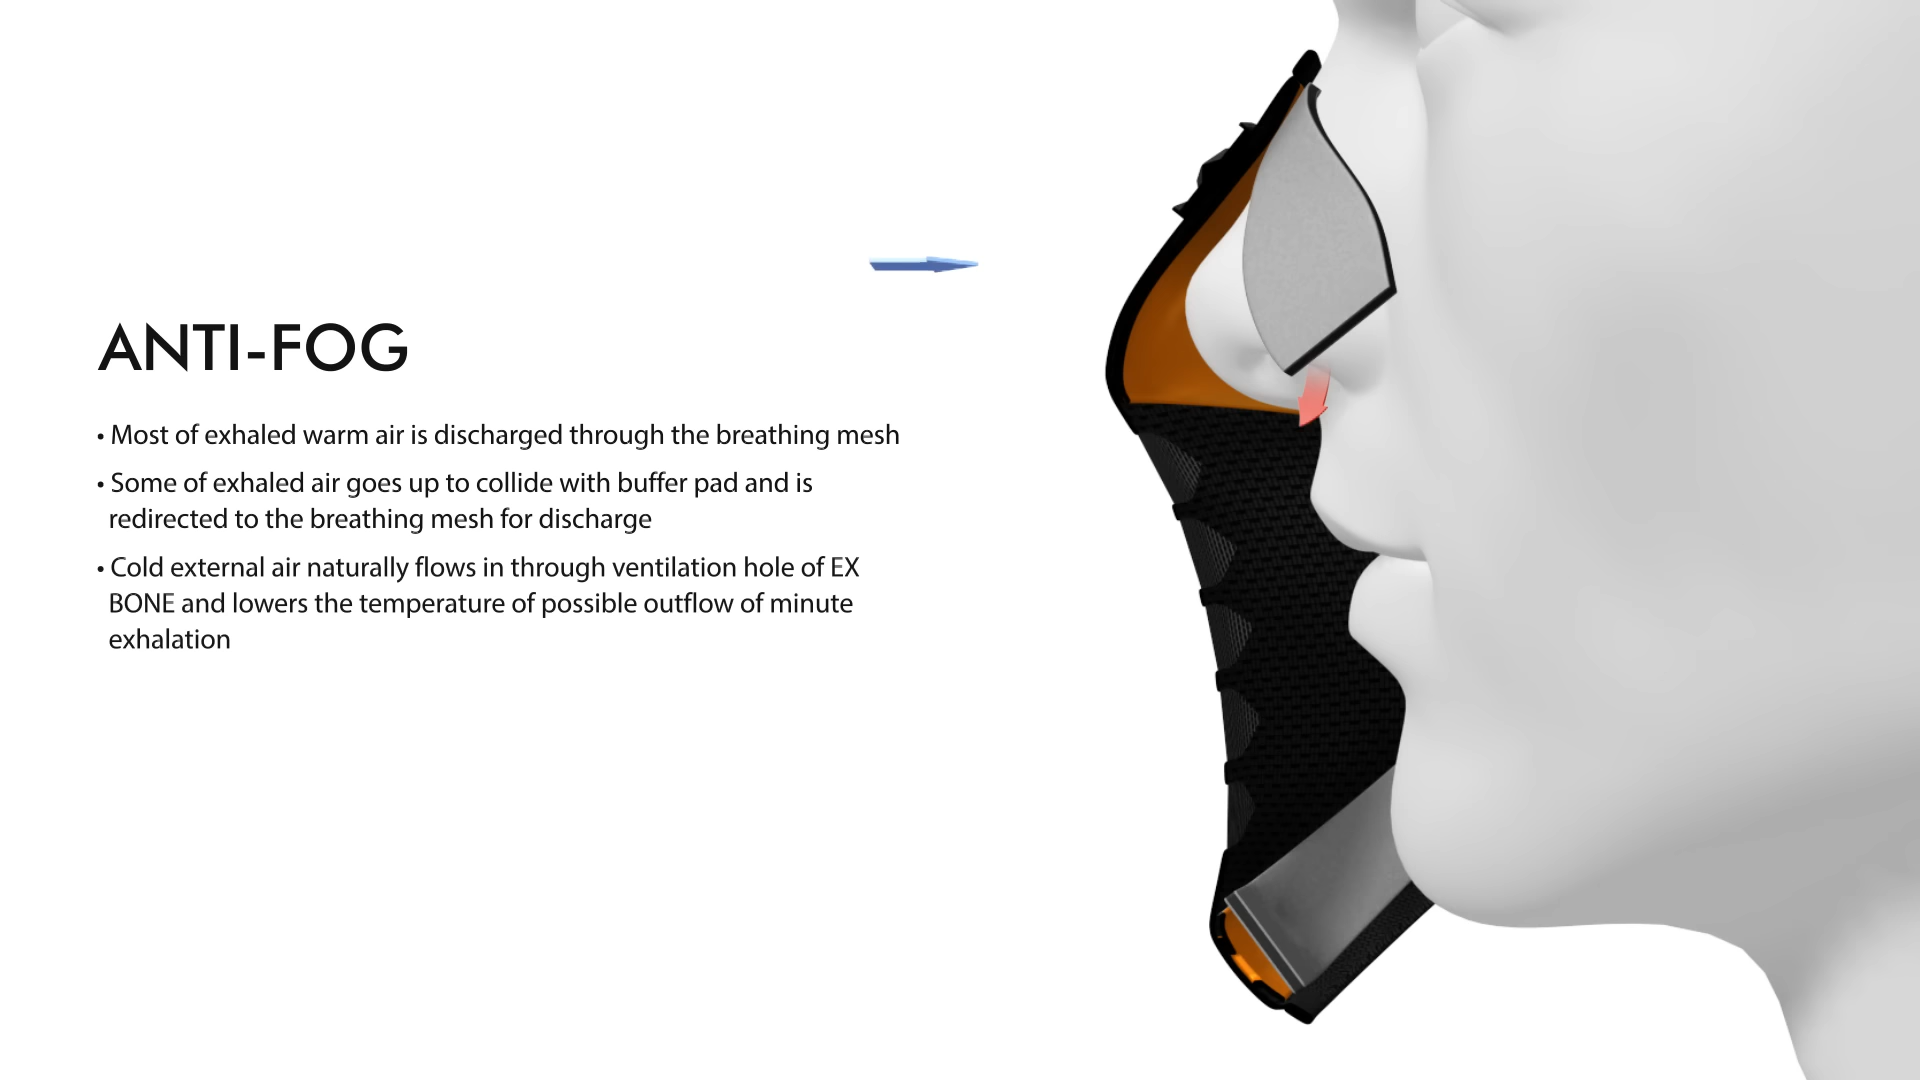 ANTI-FOG
• Most of exhaled warm air is discharged through the breathing mesh
• Some of exhaled air goes up to collide with buffer pad and is
redirected to the breathing mesh for discharge
• Cold external air naturally flows in through ventilation hole of EX
BONE and lowers the temperature of possible outflow of minute
exhalation